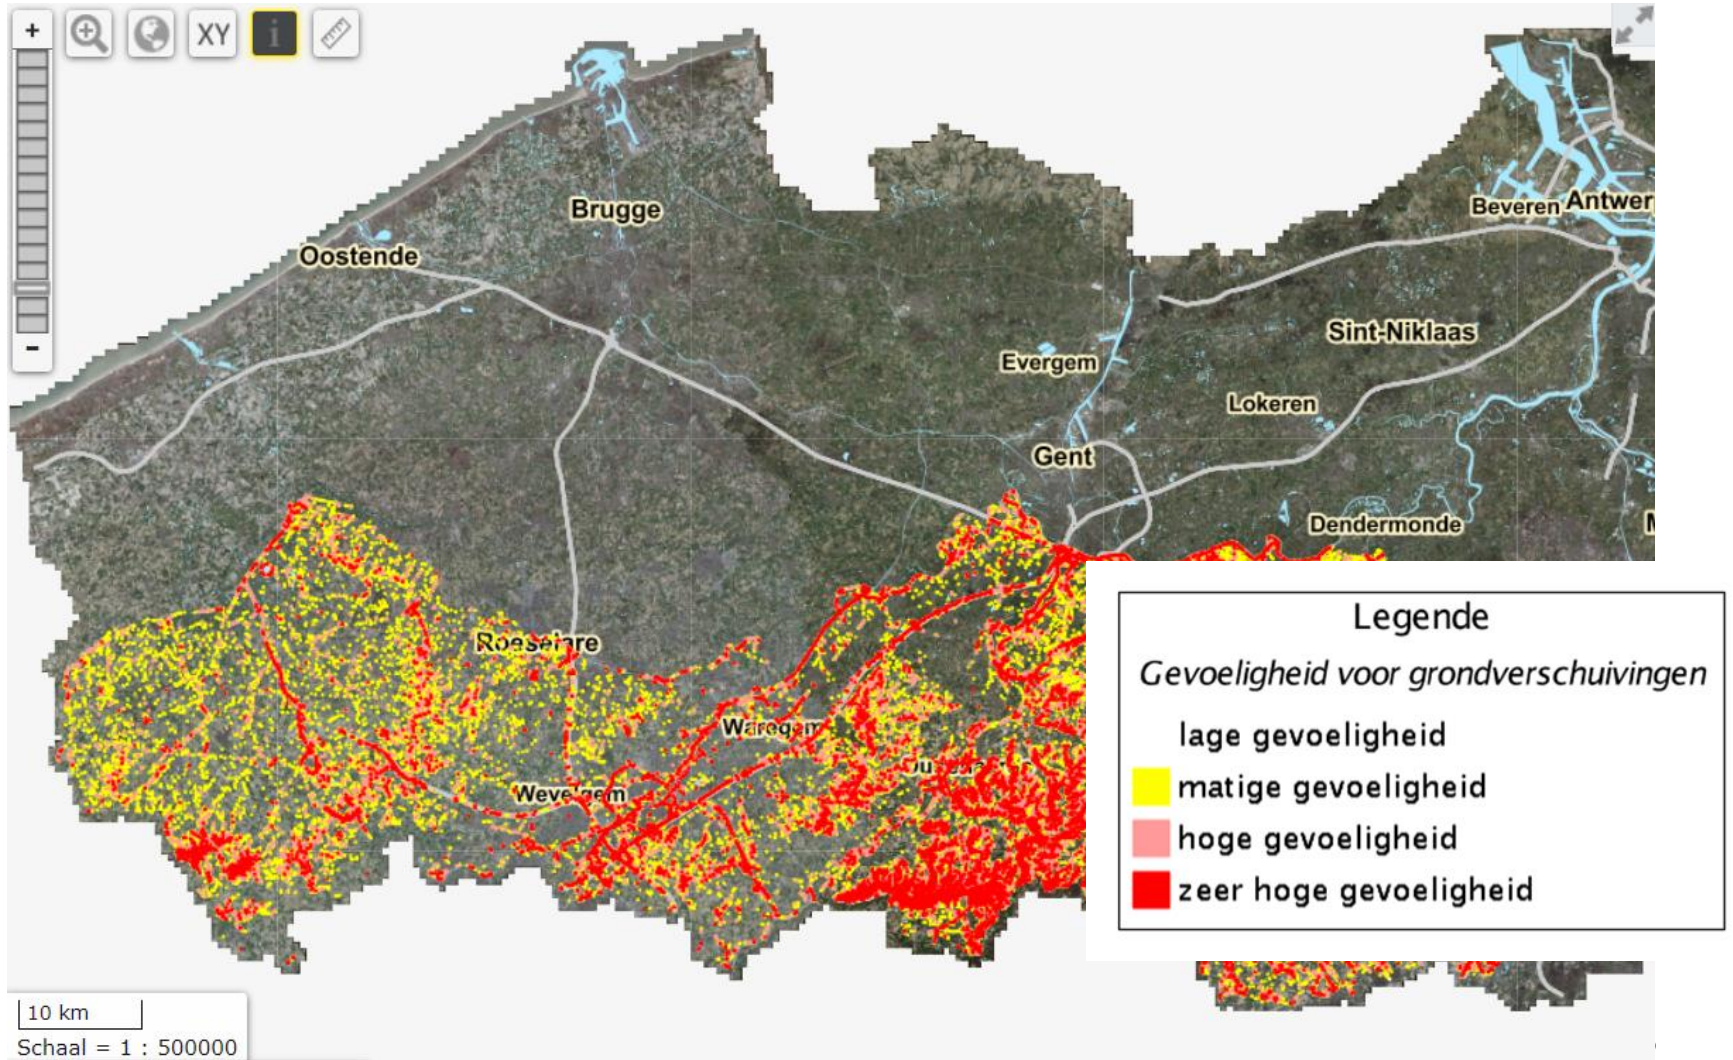 +
XY
i
-
Brugge
Oostende
Beveren
Antwer
Sint-Niklaas
Evergem
Lokeren
Gent
Dendermonde
Roeselare
Waregem
Wevelgem
Legende
Gevoeligheid voor grondverschuivingen
lage gevoeligheid
matige gevoeligheid
hoge gevoeligheid
zeer hoge gevoeligheid
10 km
Schaal = 1 : 500000